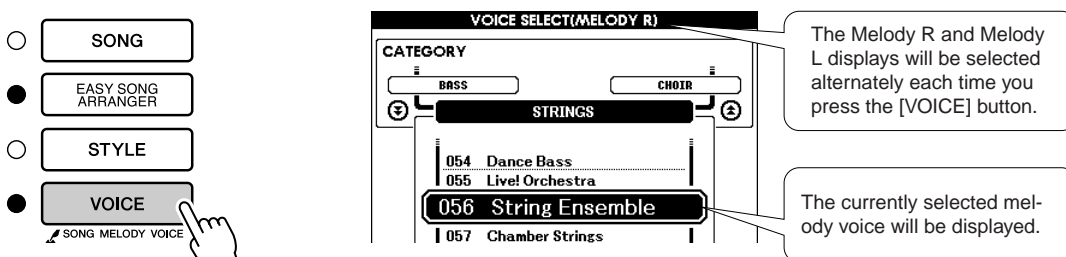 SONG
EASY SONG
ARRANGER
STYLE
VOICE
SONG MELODY VOICE
VOICE SELECT(MELODY R)
CATEGORY
BASS
CHOIR
STRINGS
054 Dance Bass
055 Live! Orchestra
056 String Ensemble
057 Chamber Strings
The Melody R and Melody
L displays will be selected
alternately each time you
press the [VOICE] button.
The currently selected mel-
ody voice will be displayed.